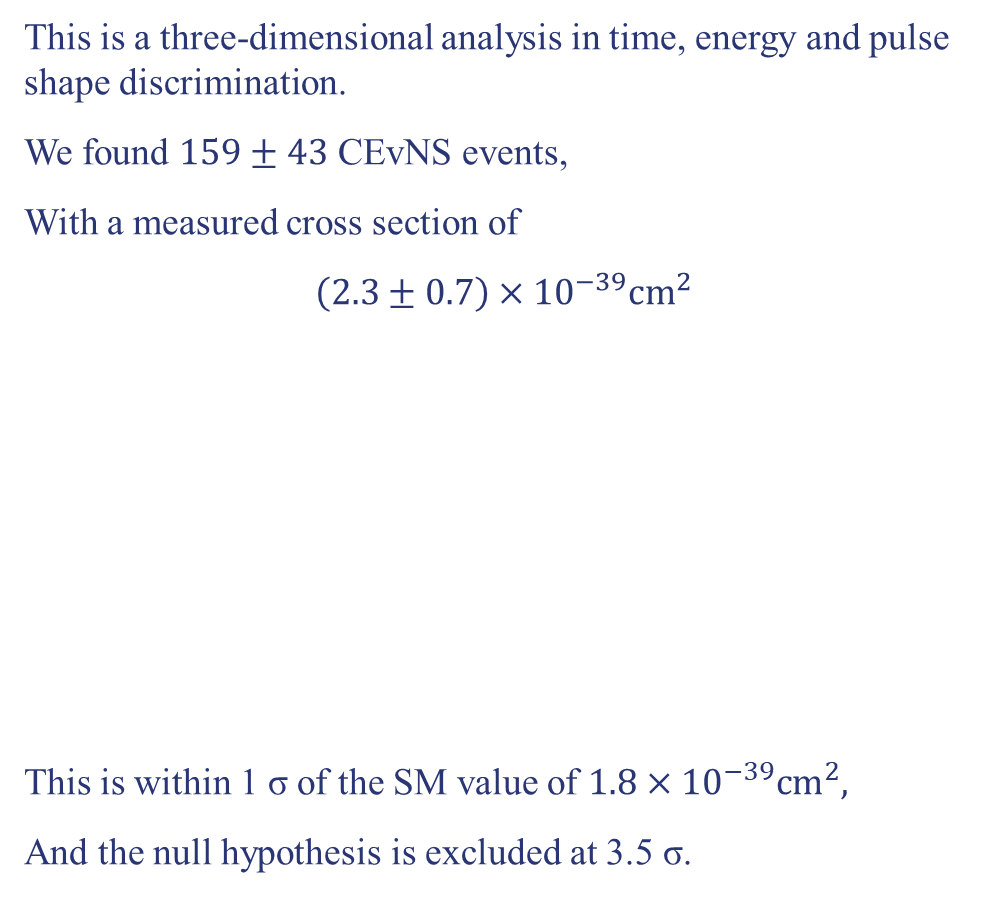 This is a three-dimensional analysis in time, energy and pulse
shape discrimination.
We found 159 ± 43 CEvNS events,
With a measured cross section of
(2.3 ± 0.7) × 10⁻³⁹cm²
This is within 1 σ of the SM value of 1.8 × 10⁻³⁹cm²,
And the null hypothesis is excluded at 3.5 σ.